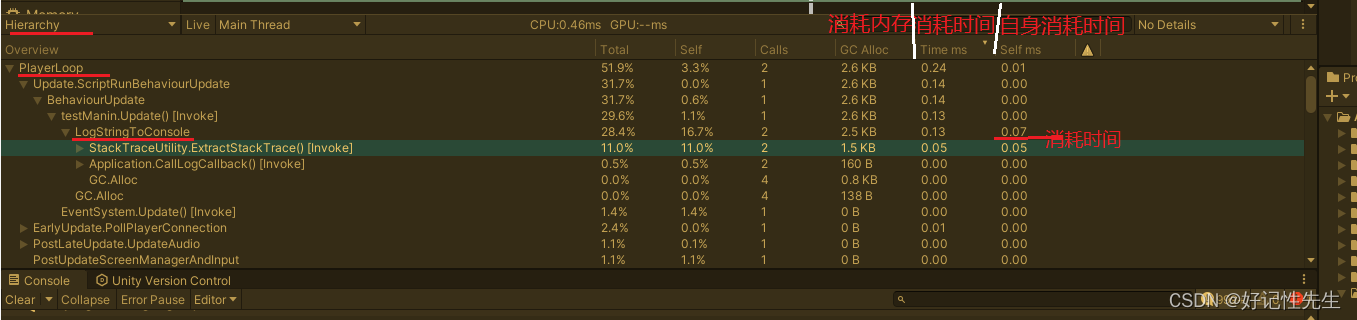 Memory
Hierarchy Live Main Thread CPU:0.46ms GPU:--ms 消耗内存 消耗时间 自身消耗时间 No Details
Overview Total Self Calls GC Alloc Time ms Self ms
PlayerLoop 51.9% 3.3% 2 2.6 KB 0.24 0.01
Update.ScriptRunBehaviourUpdate 31.7% 0.0% 1 2.6 KB 0.14 0.00
BehaviourUpdate 31.7% 0.6% 1 2.6 KB 0.14 0.00
testManin.Update() [Invoke] 29.6% 1.1% 1 2.6 KB 0.13 0.00
LogStringToConsole 28.4% 16.7% 2 2.5 KB 0.13 0.07
消耗时间
StackTraceUtility.ExtractStackTrace() [Invoke] 11.0% 11.0% 2 1.5 KB 0.05 0.05
Application.CallLogCallback() [Invoke] 0.5% 0.5% 2 160 B 0.00 0.00
GC.Alloc 0.0% 0.0% 4 0.8 KB 0.00 0.00
GC.Alloc 0.0% 0.0% 4 138 B 0.00 0.00
EventSystem.Update() [Invoke] 1.4% 1.4% 1 0 B 0.00 0.00
EarlyUpdate.PollPlayerConnection 2.4% 0.0% 1 0 B 0.01 0.00
PostLateUpdate.UpdateAudio 1.1% 0.1% 1 0 B 0.00 0.00
PostUpdateScreenManagerAndInput 1.1% 1.1% 1 0 B 0.00 0.00
Console Unity Version Control
Clear Collapse Error Pause Editor
CSDN @好记性先生